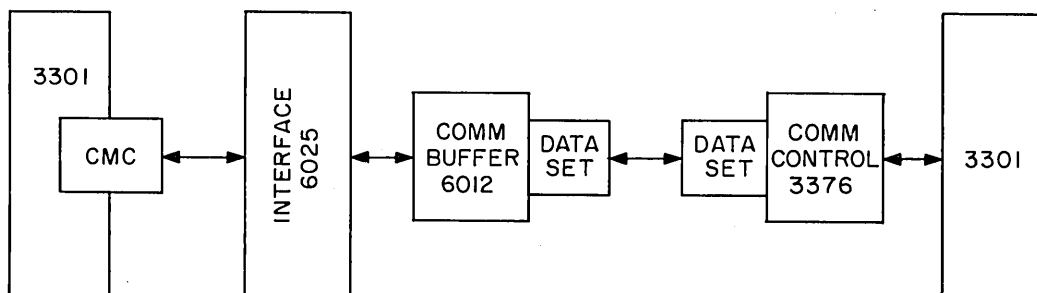 3301
CMC
INTERFACE
6025
COMM
BUFFER
6012
DATA
SET
DATA
SET
COMM
CONTROL
3376
3301